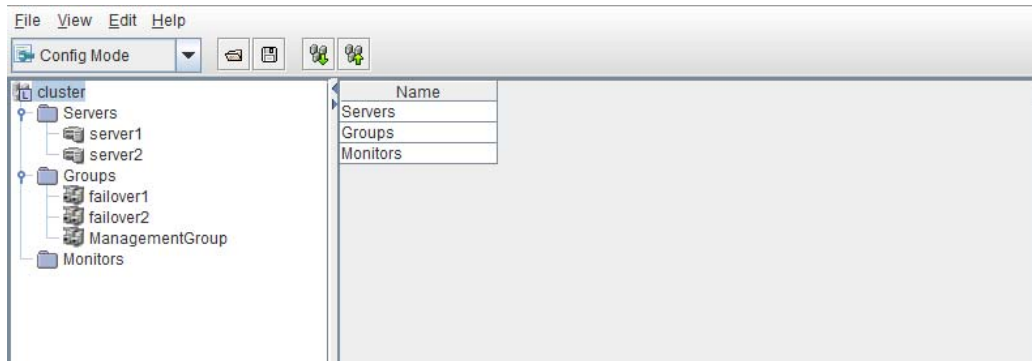 File View Edit Help
Config Mode
cluster
Servers
server1
server2
Groups
failover1
failover2
ManagementGroup
Monitors
Name
Servers
Groups
Monitors